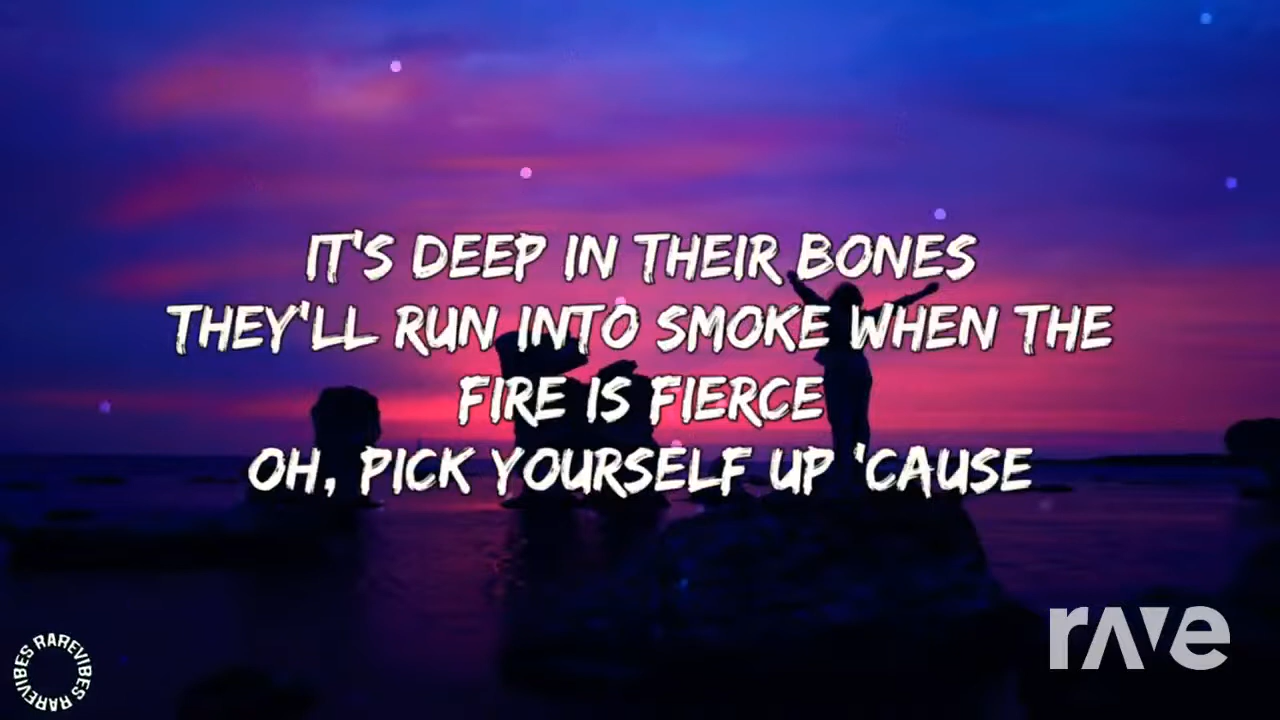 IT'S DEEP IN THEIR BONES
THEY'LL RUN INTO SMOKE WHEN THE
FIRE IS FIERCE
OH, PICK YOURSELF UP 'CAUSE
rave
RAREVIBES RAREVIBES